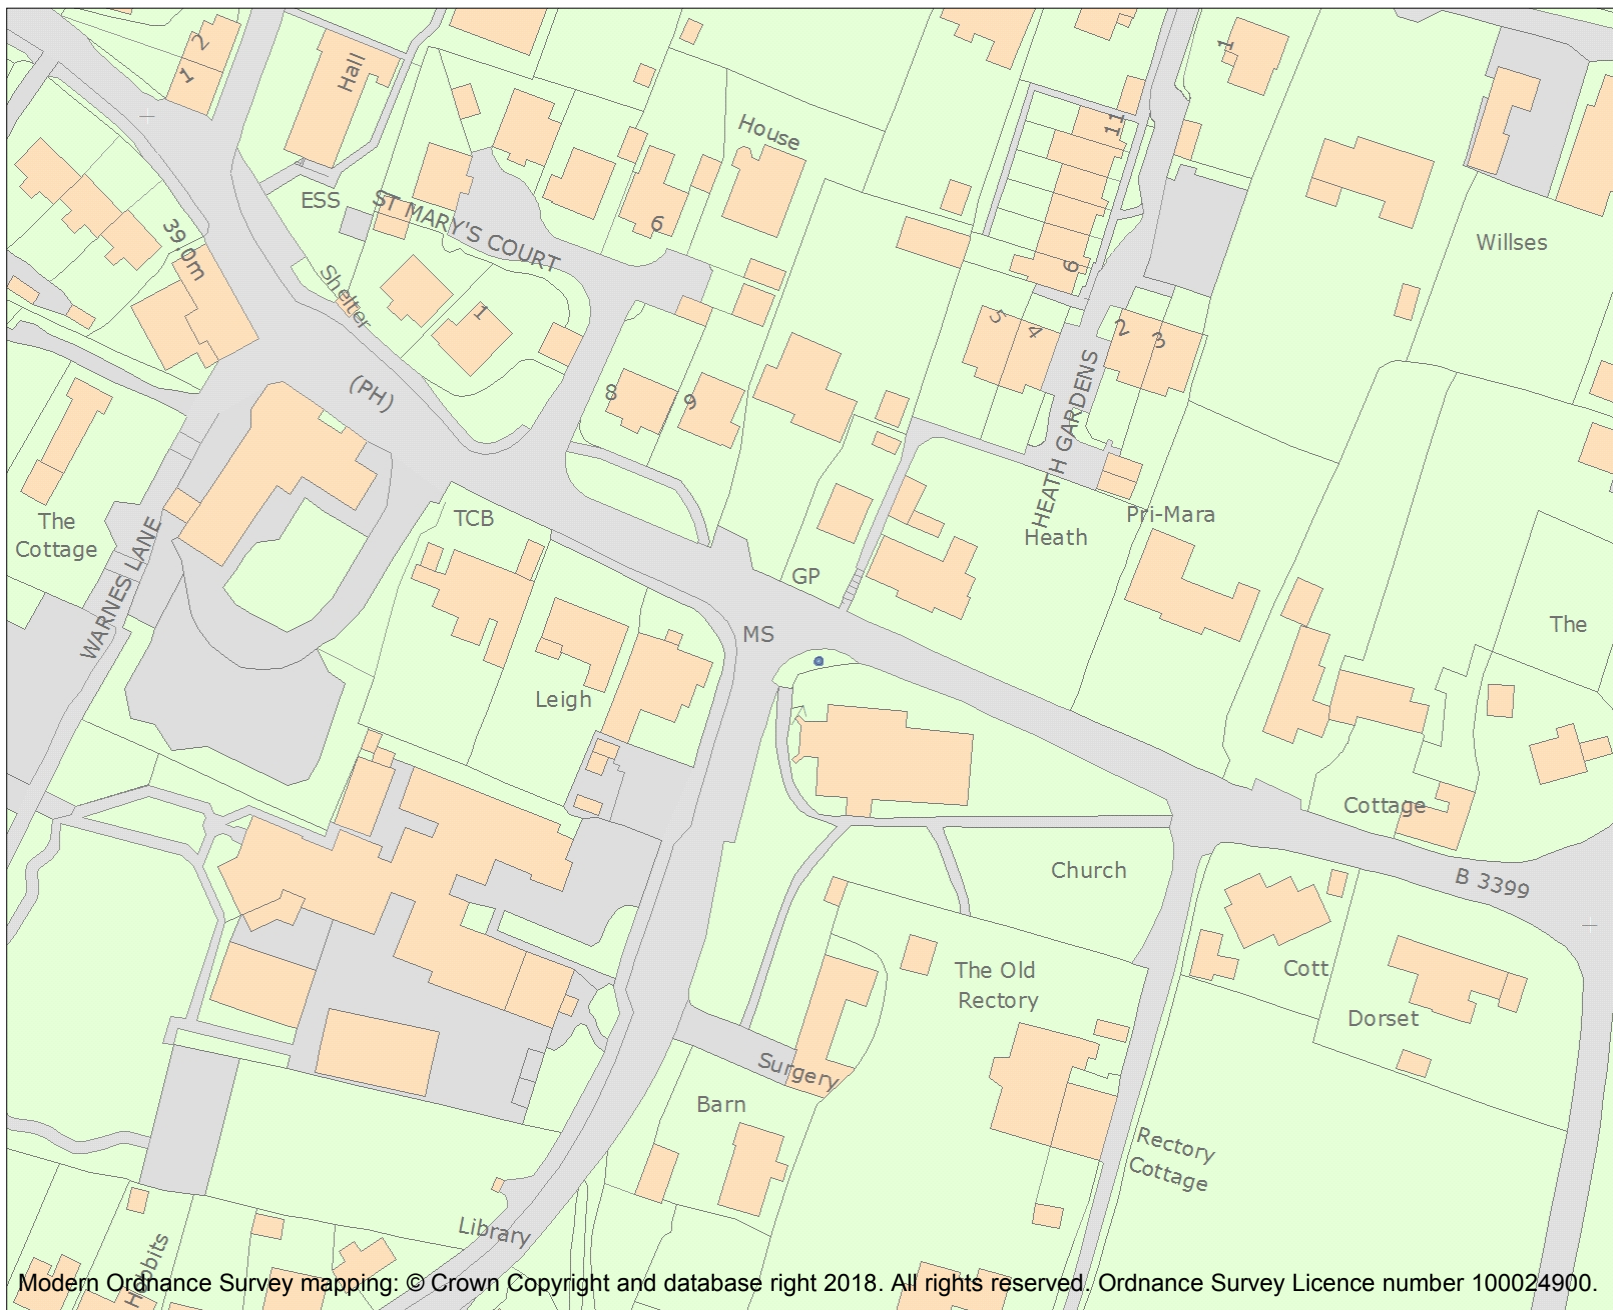 2
1
Hall
House
1
11
ESS
ST MARY'S COURT
6
39.0m
Willses
Shelter
1
6
5
4
2
3
(PH)
8
9
HEATH GARDENS
The
Cottage
TCB
Pri-Mara
Heath
WARNES LANE
GP
MS
The
Leigh
Cottage
Church
B 3399
The Old
Rectory
Cott
Dorset
Surgery
Barn
Rectory
Cottage
Library
Hobbits
Modern Ordnance Survey mapping: © Crown Copyright and database right 2018. All rights reserved. Ordnance Survey Licence number 100024900.